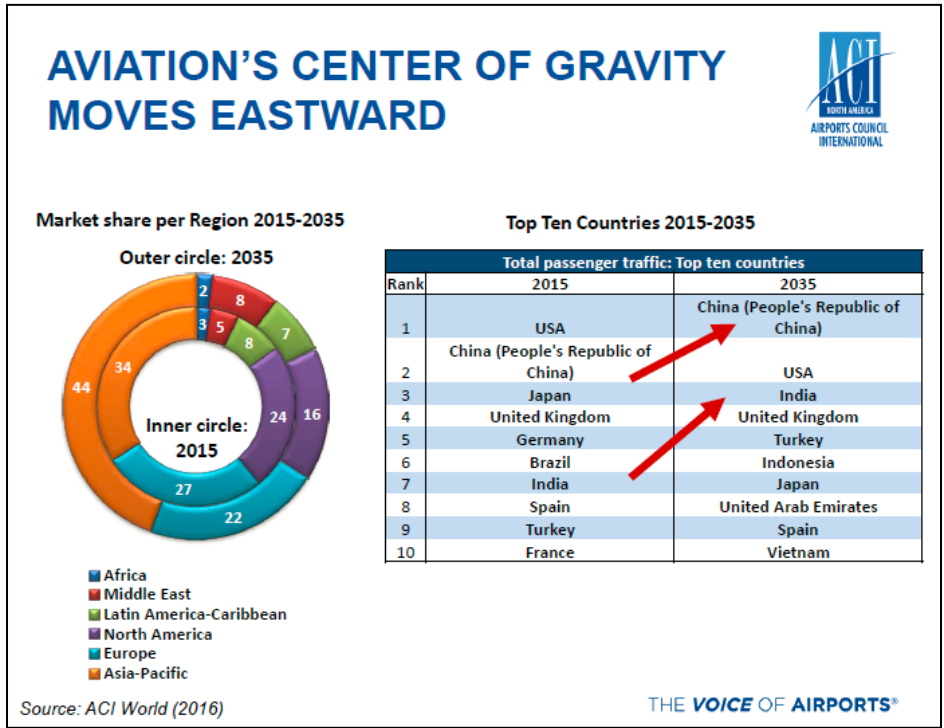 AVIATION'S CENTER OF GRAVITY
MOVES EASTWARD
ACI
NORTH AMERICA
AIRPORTS COUNCIL
INTERNATIONAL
Market share per Region 2015-2035
Outer circle: 2035
2
8
7
16
22
44
3
5
8
24
27
34
Inner circle:
2015
Africa
Middle East
Latin America-Caribbean
North America
Europe
Asia-Pacific
Top Ten Countries 2015-2035
Total passenger traffic: Top ten countries
Rank 2015 2035
1 USA China (People's Republic of
China)
2 China (People's Republic of
China) USA
3 Japan India
4 United Kingdom United Kingdom
5 Germany Turkey
6 Brazil Indonesia
7 India Japan
8 Spain United Arab Emirates
9 Turkey Spain
10 France Vietnam
Source: ACI World (2016)
THE VOICE OF AIRPORTS®